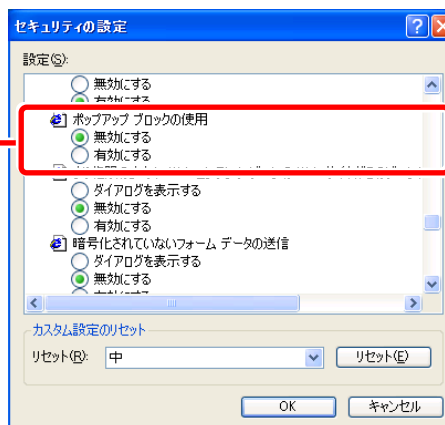 セキュリティの設定
設定(S):
無効にする
有効にする
ポップアップ ブロックの使用
無効にする
有効にする
ダイアログを表示する
無効にする
有効にする
暗号化されていないフォーム データの送信
ダイアログを表示する
無効にする
カスタム設定のリセット
リセット(R): 中 リセット(E)
OK キャンセル